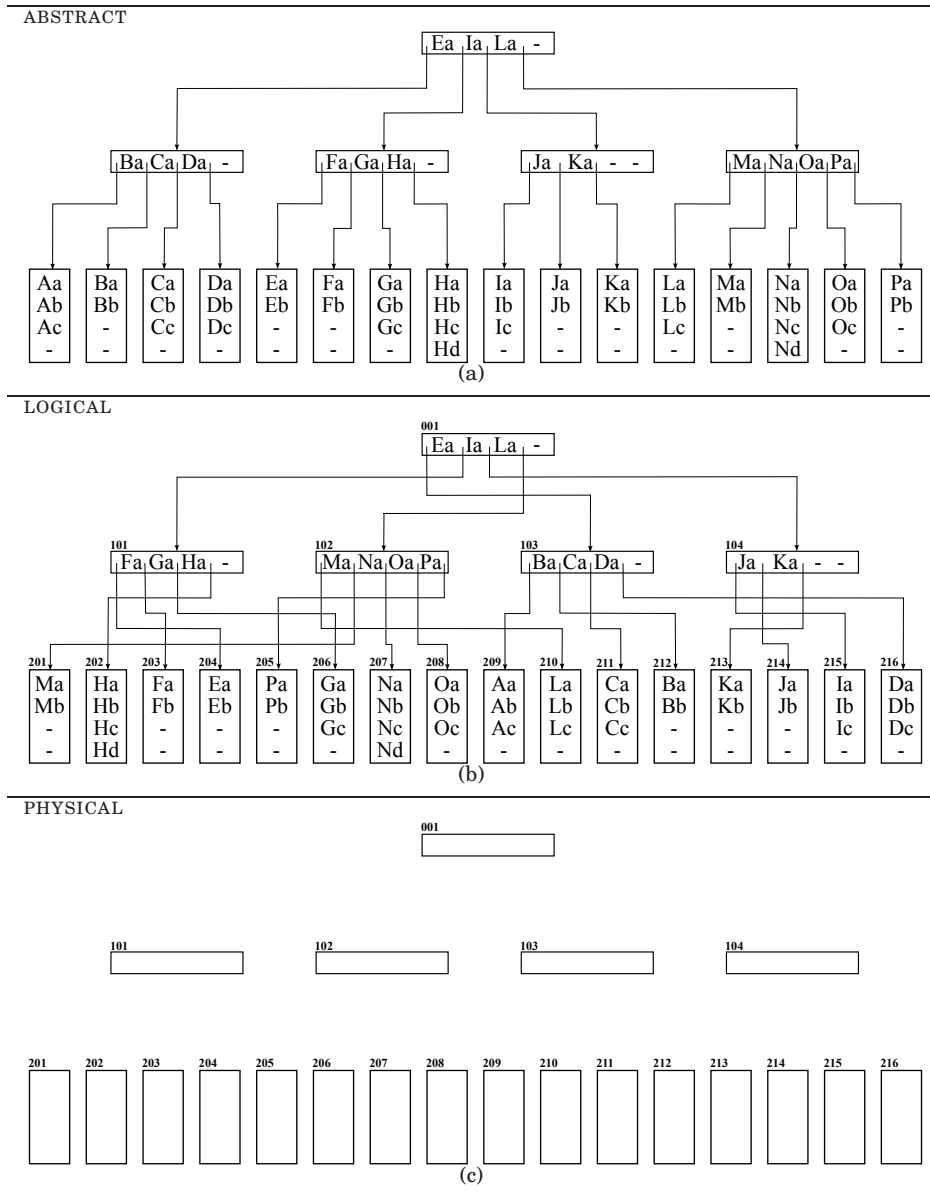 ABSTRACT
Ea Ia La -
Ba Ca Da - Fa Ga Ha - Ja Ka - - Ma Na Oa Pa
Aa Ba Ca Da Ea Fa Ga Ha Ia Ja Ka La Ma Na Oa Pa
Ab Bb Cb Db Eb Fb Gb Hb Ib Jb Kb Lb Mb Nb Ob Pb
Ac - Cc Dc - - Gc Hc Ic - - Lc - Nc Oc -
- - - - - - - Hd - - - - - Nd - -
(a)
LOGICAL
001
Ea Ia La -
101 102 103 104
Fa Ga Ha - Ma Na Oa Pa Ba Ca Da - Ja Ka - -
201 202 203 204 205 206 207 208 209 210 211 212 213 214 215 216
Ma Ha Fa Ea Pa Ga Na Oa Aa La Ca Ba Ka Ja Ia Da
Mb Hb Fb Eb Pb Gb Nb Ob Ab Lb Cb Bb Kb Jb Ib Db
- Hc - - - Gc Nc Oc Ac Lc Cc - - - Ic Dc
- Hd - - - - Nd - - - - - - - - -
(b)
PHYSICAL
001
101 102 103 104
201 202 203 204 205 206 207 208 209 210 211 212 213 214 215 216
(c)